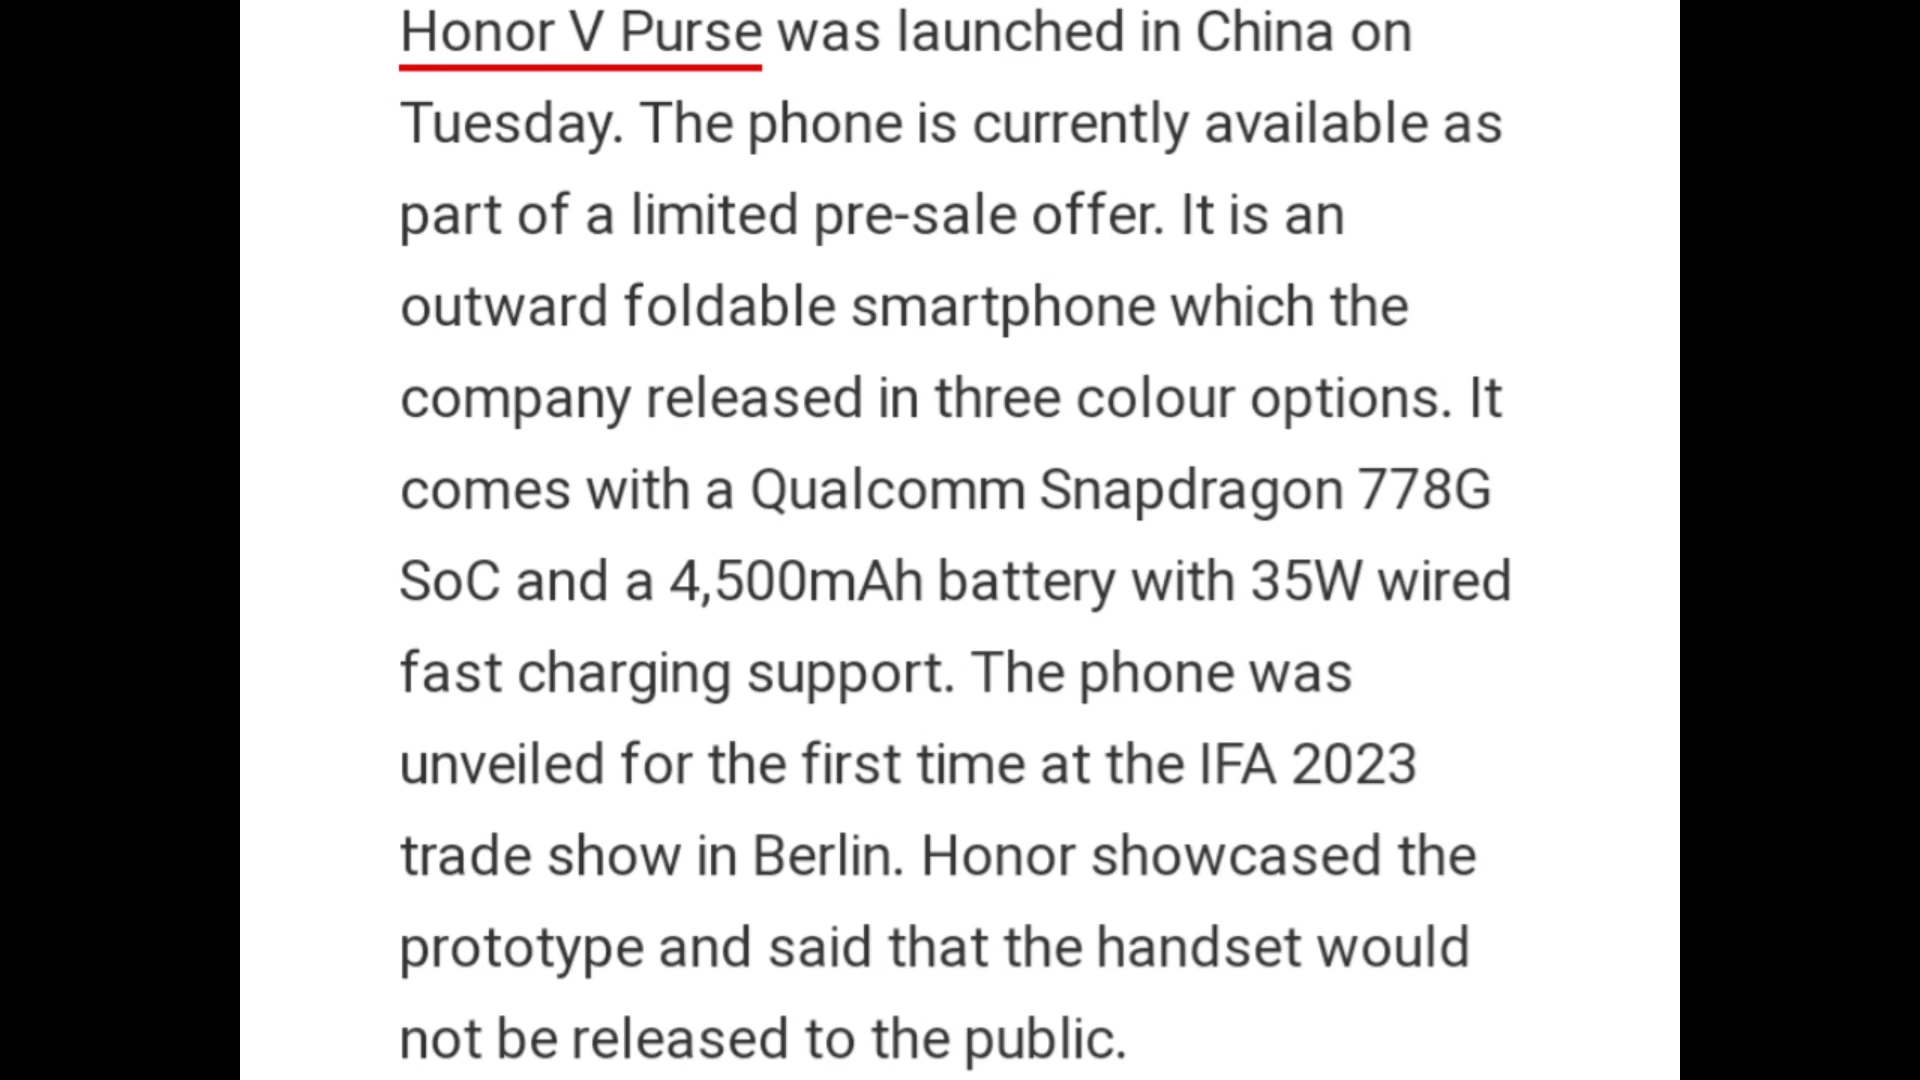 Honor V Purse was launched in China on
Tuesday. The phone is currently available as
part of a limited pre-sale offer. It is an
outward foldable smartphone which the
company released in three colour options. It
comes with a Qualcomm Snapdragon 778G
SoC and a 4,500mAh battery with 35W wired
fast charging support. The phone was
unveiled for the first time at the IFA 2023
trade show in Berlin. Honor showcased the
prototype and said that the handset would
not be released to the public.